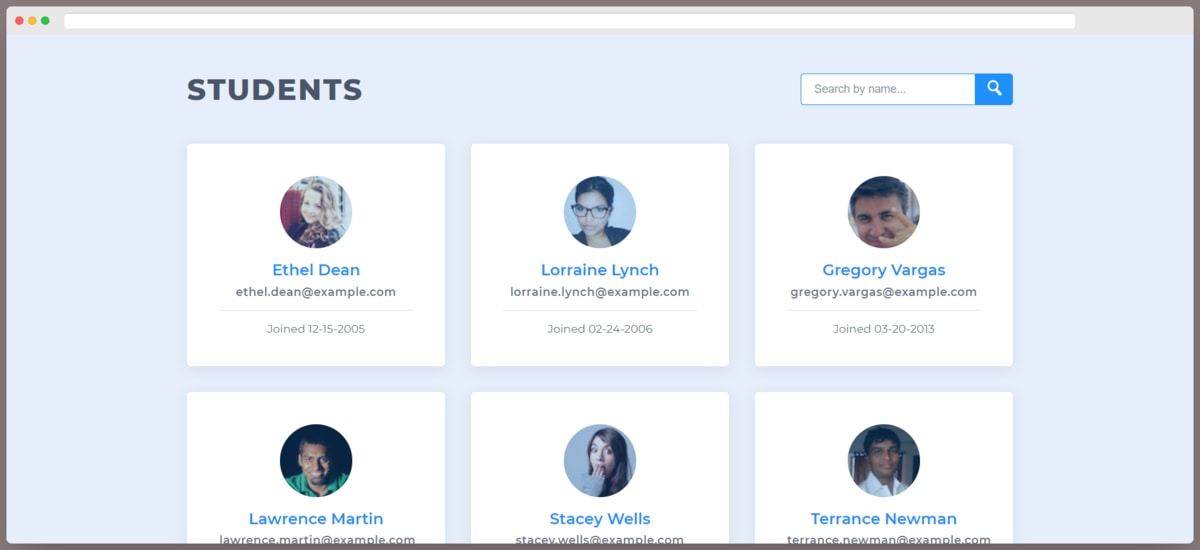 STUDENTS
Search by name...
Ethel Dean
ethel.dean@example.com
Joined 12-15-2005
Lorraine Lynch
lorraine.lynch@example.com
Joined 02-24-2006
Gregory Vargas
gregory.vargas@example.com
Joined 03-20-2013
Lawrence Martin
lawrence.martin@example.com
Stacey Wells
stacey.wells@example.com
Terrance Newman
terrance.newman@example.com